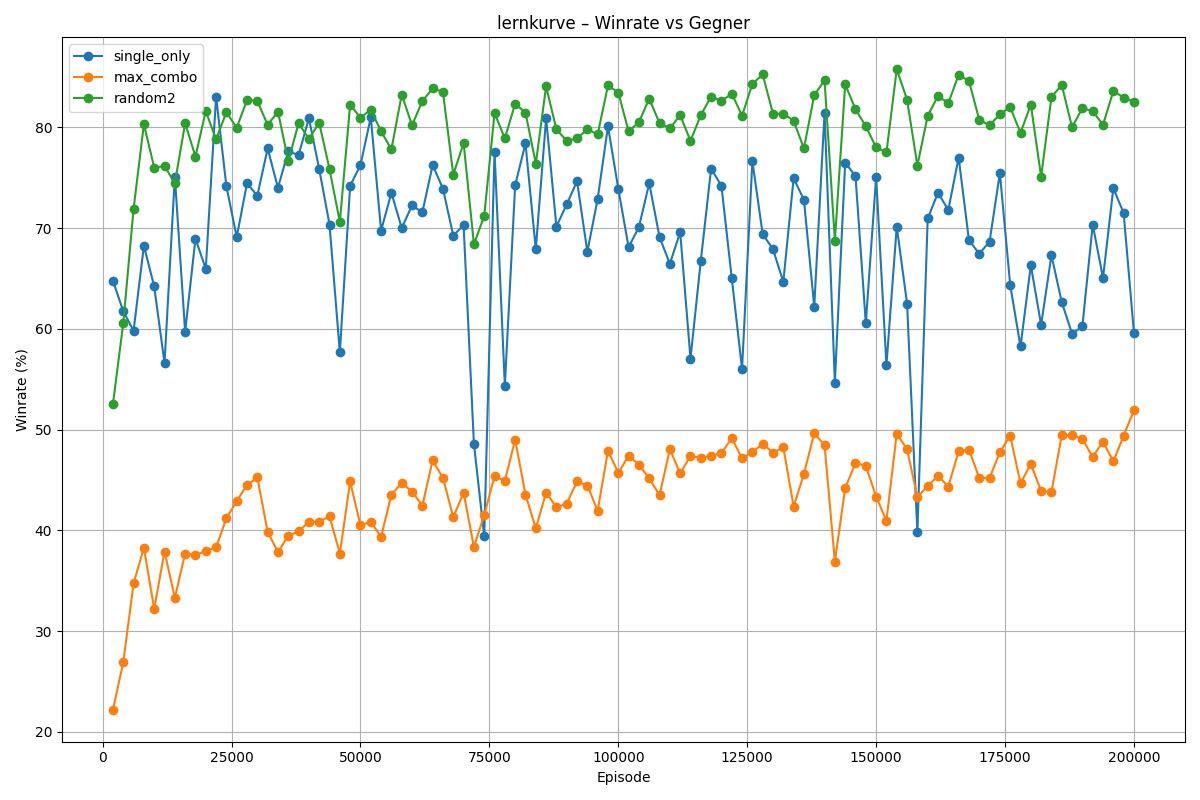 lernkurve – Winrate vs Gegner
single_only
max_combo
random2
Winrate (%)
80
70
60
50
40
30
20
0 25000 50000 75000 100000 125000 150000 175000 200000
Episode